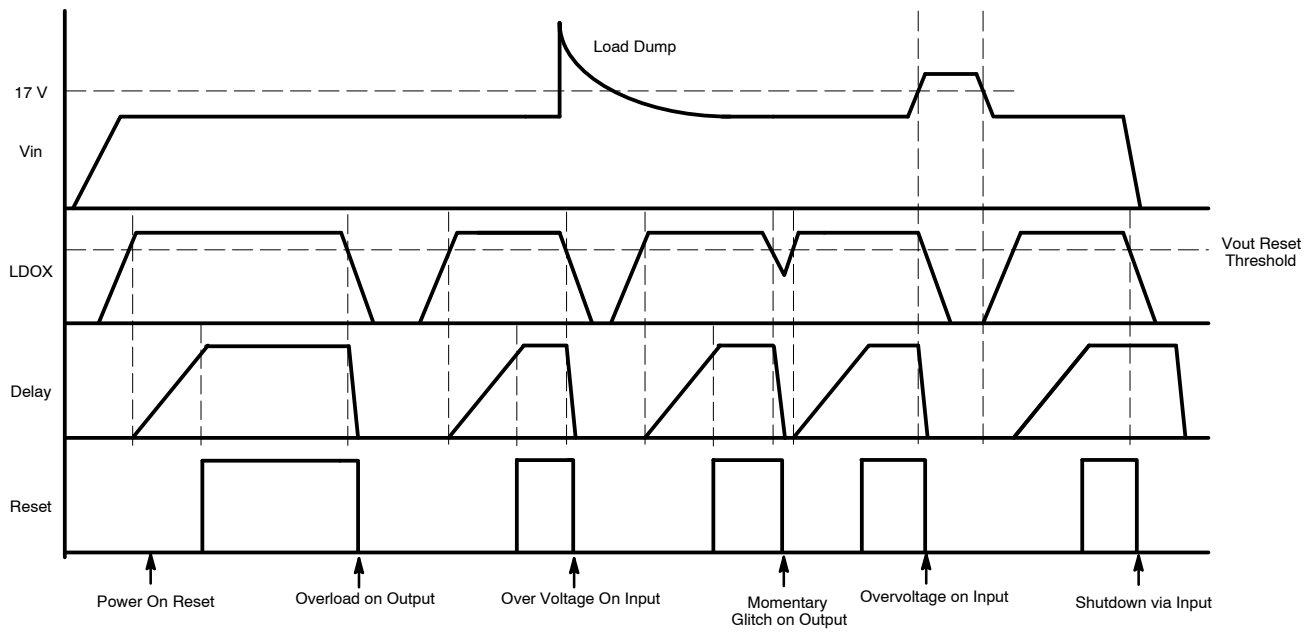 Load Dump
17 V
Vin
LDOX
Vout Reset
Threshold
Delay
Reset
Power On Reset
Overload on Output
Over Voltage On Input
Momentary
Glitch on Output
Overvoltage on Input
Shutdown via Input